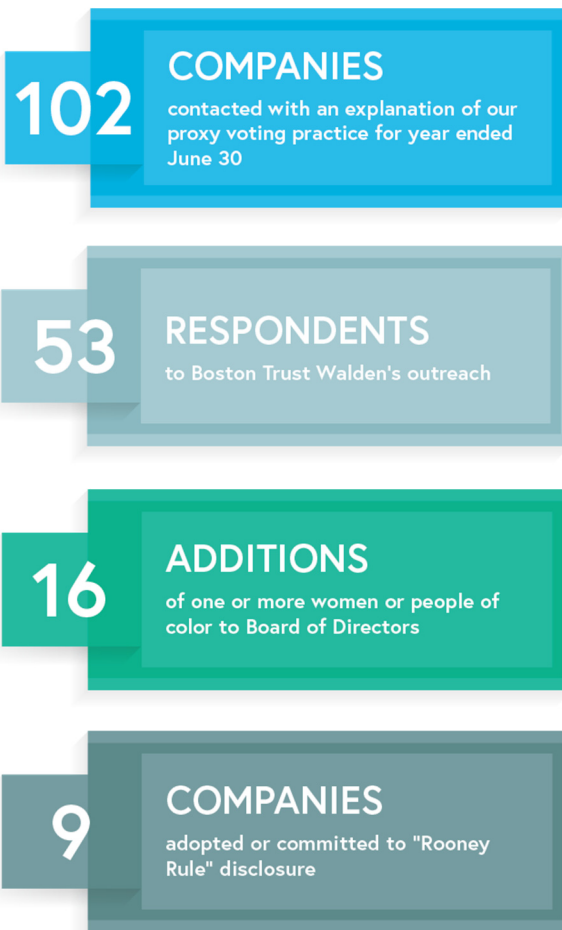 102
COMPANIES
contacted with an explanation of our
proxy voting practice for year ended
June 30
53
RESPONDENTS
to Boston Trust Walden's outreach
16
ADDITIONS
of one or more women or people of
color to Board of Directors
9
COMPANIES
adopted or committed to "Rooney
Rule" disclosure